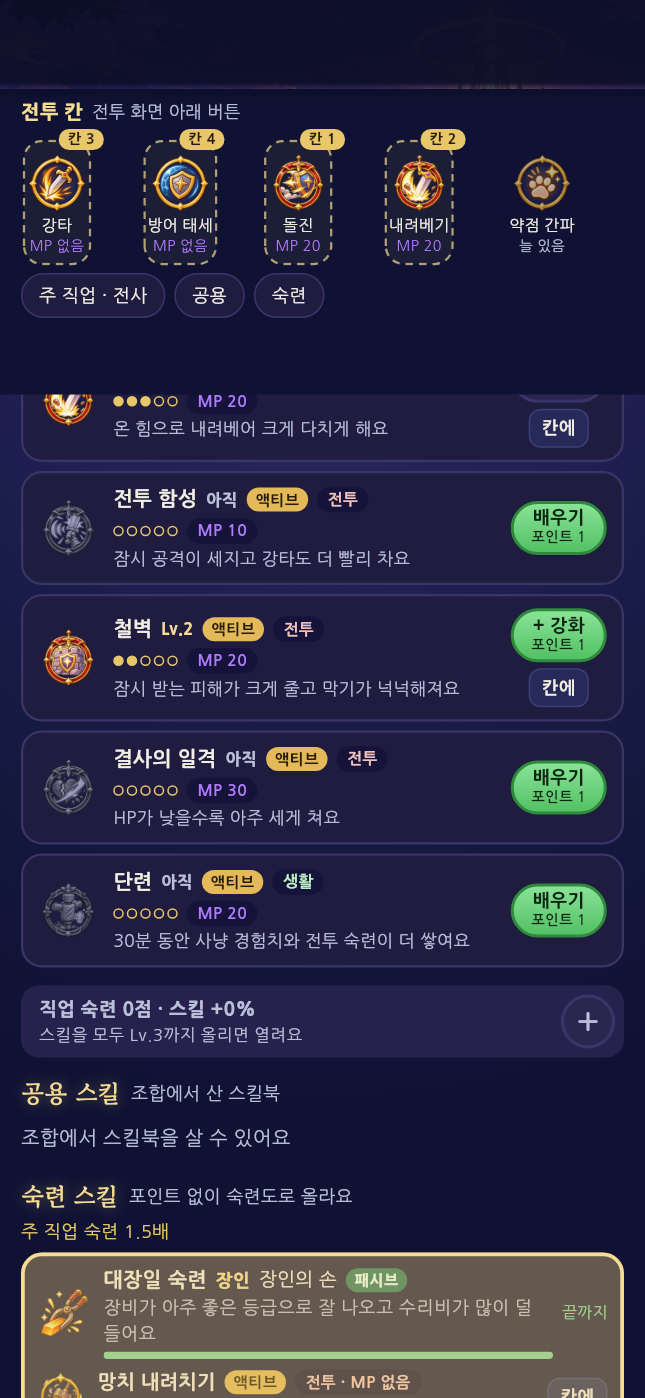 전투 칸 전투 화면 아래 버튼
칸 3 칸 4 칸 1 칸 2
강타 방어 태세 돌진 내려베기 약점 간파
MP 없음 MP 없음 MP 20 MP 20 늘 있음
주 직업 · 전사 공용 숙련
MP 20
온 힘으로 내려베어 크게 다치게 해요
칸에
전투 함성 아직 액티브 전투
MP 10
잠시 공격이 세지고 강타도 더 빨리 차요
배우기
포인트 1
철벽 Lv.2 액티브 전투
MP 20
잠시 받는 피해가 크게 줄고 막기가 넉넉해져요
+ 강화
포인트 1
칸에
결사의 일격 아직 액티브 전투
MP 30
HP가 낮을수록 아주 세게 쳐요
배우기
포인트 1
단련 아직 액티브 생활
MP 20
30분 동안 사냥 경험치와 전투 숙련이 더 쌓여요
배우기
포인트 1
직업 숙련 0점 · 스킬 +0%
스킬을 모두 Lv.3까지 올리면 열려요
+
공용 스킬 조합에서 산 스킬북
조합에서 스킬북을 살 수 있어요
숙련 스킬 포인트 없이 숙련도로 올라요
주 직업 숙련 1.5배
대장일 숙련 장인 장인의 손 패시브
장비가 아주 좋은 등급으로 잘 나오고 수리비가 많이 덜
들어요
끝까지
망치 내려치기 액티브 전투 · MP 없음
칸에